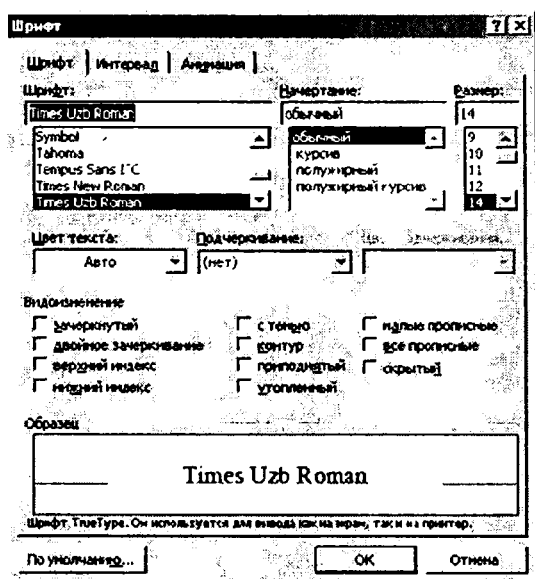 Шрифт
Шрифт Интервал Анимация
Шрифт: Начертание: Размер:
Times Uzb Roman обычный 14
Symbol обычный 9
Tahoma курсив 10
Tempus Sans ITC полужирный 11
Times New Roman полужирный курсив 12
Times Uzb Roman 14
Цвет текста: Подчеркивание:
Авто (нет)
Видоизменение
зачеркнутый с тенью малые прописные
двойное зачеркивание контур все прописные
верхний индекс приподнятый скрытый
нижний индекс утопленный
Образец
Times Uzb Roman
Шрифт TrueType. Он используется для вывода как на экран, так и на принтер.
По умолчанию... ОК Отмена